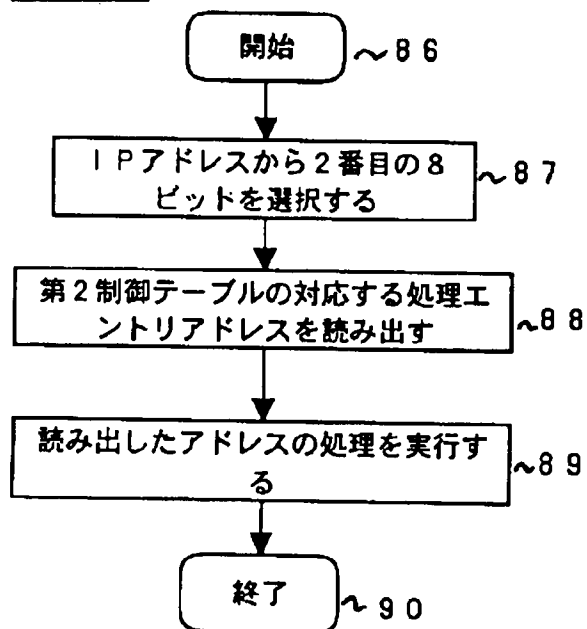 開始
~86
IPアドレスから2番目の8
ビットを選択する
~87
第2制御テーブルの対応する処理エ
ントリアドレスを読み出す
~88
読み出したアドレスの処理を実行す
る
~89
終了
~90